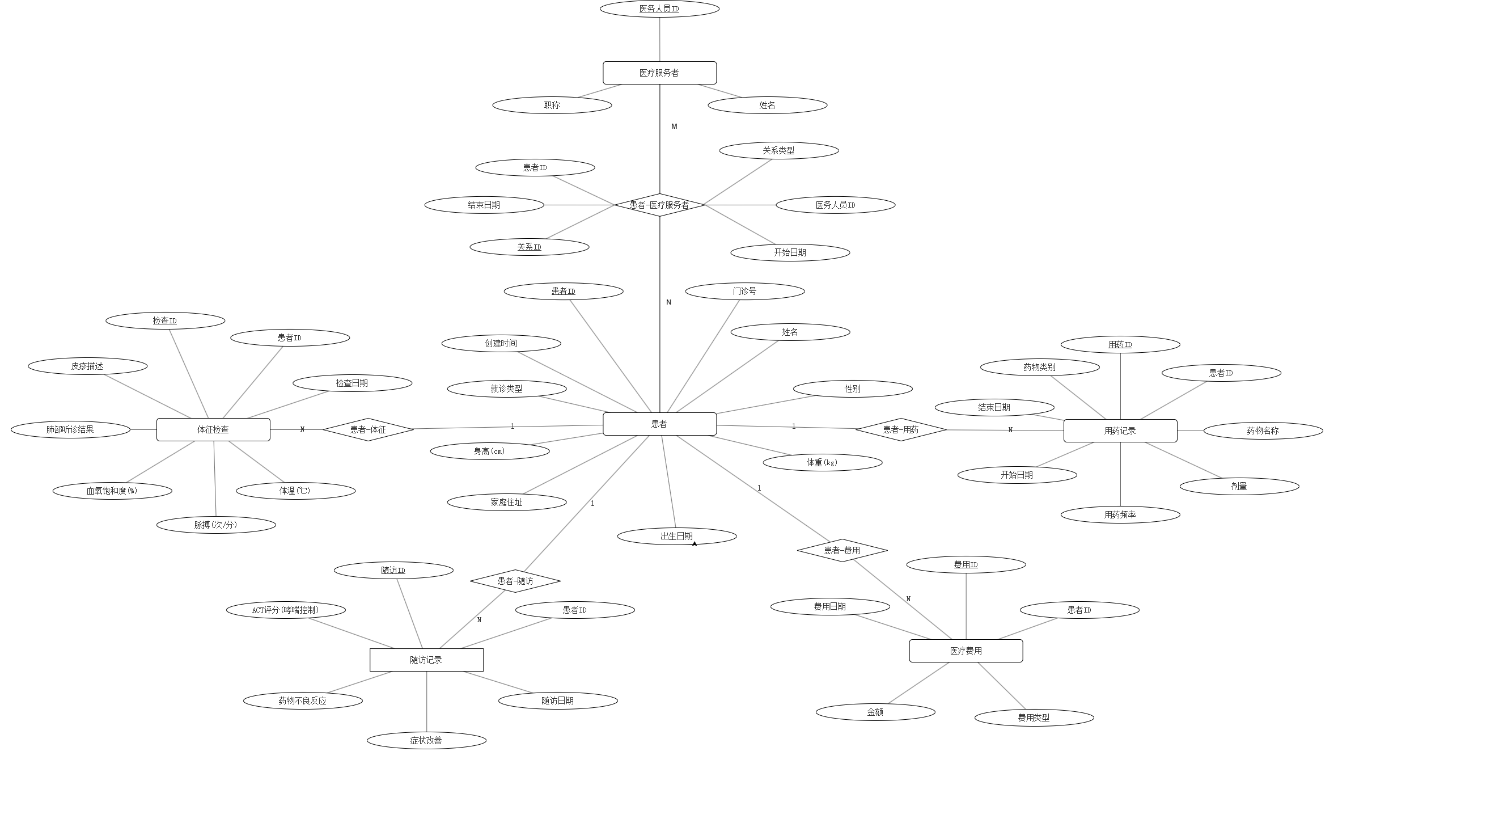 医务人员ID
医疗服务者
职称
姓名
M
关系类型
患者ID
结束日期
患者-医疗服务者
医务人员ID
关系ID
开始日期
患者ID
门诊号
N
检查ID
姓名
患者ID
创建时间
用药ID
皮疹描述
药物类别
患者ID
检查日期
就诊类型
性别
结束日期
肺部听诊结果
体征检查
N
患者-体征
1
患者
1
患者-用药
N
用药记录
药物名称
身高(cm)
体重(kg)
开始日期
血氧饱和度(%)
体温(℃)
剂量
1
家庭住址
1
用药频率
脉搏(次/分)
出生日期
患者-费用
费用ID
随访ID
患者-随访
N
费用日期
患者ID
ACT评分(哮喘控制)
患者ID
N
医疗费用
随访记录
药物不良反应
随访日期
金额
费用类型
症状改善